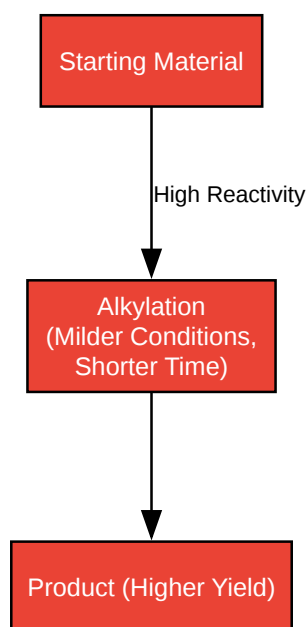 Starting Material
High Reactivity
Alkylation
(Milder Conditions,
Shorter Time)
Product (Higher Yield)